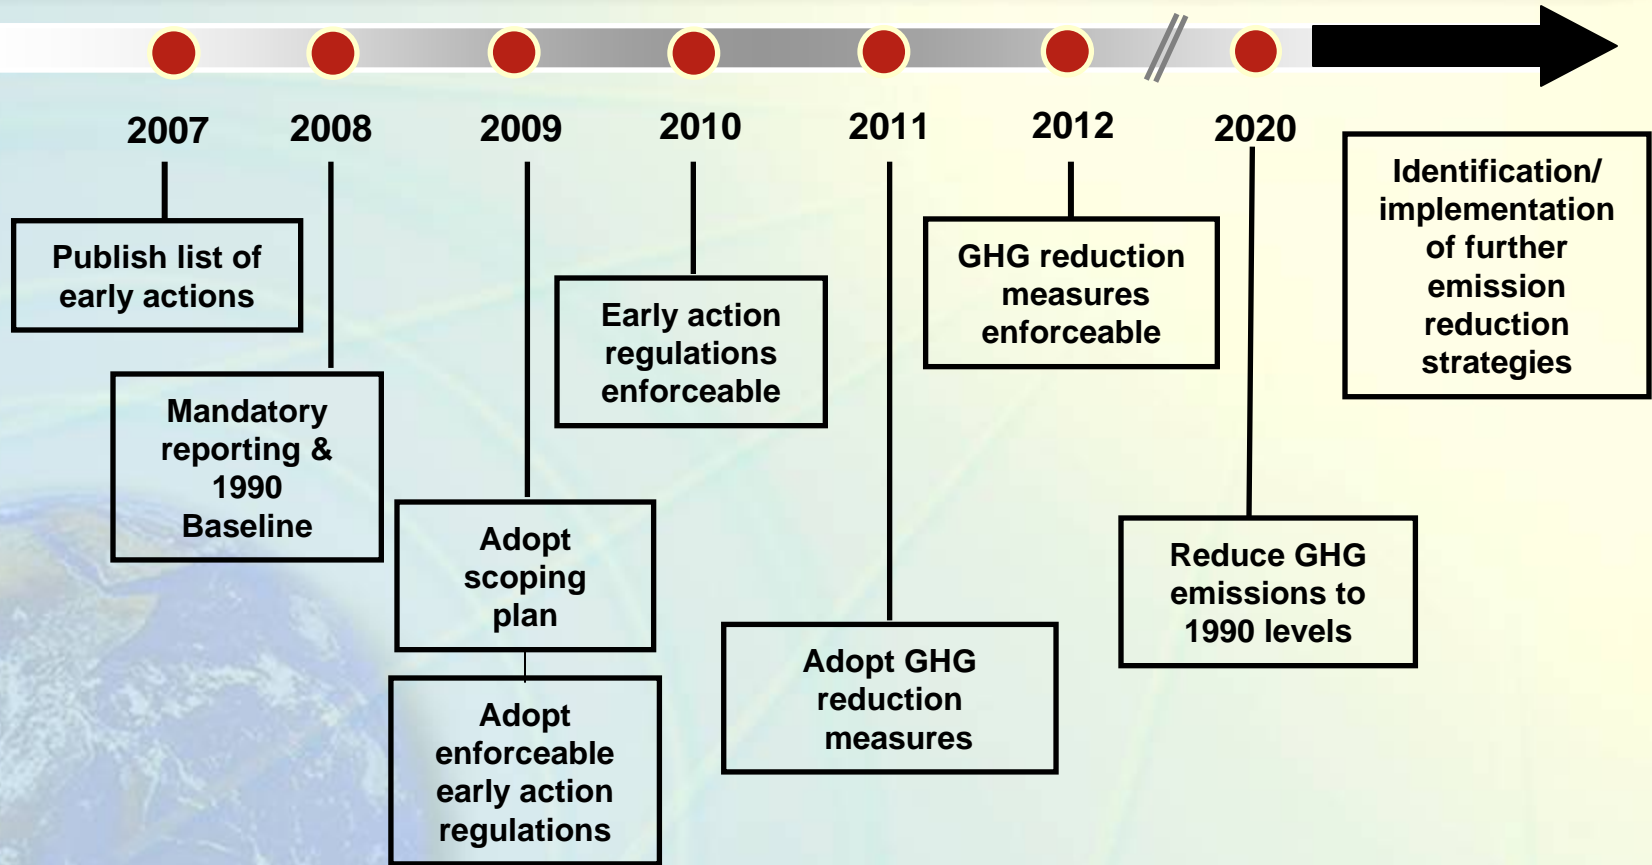 2007 2008 2009 2010 2011 2012 2020
Publish list of
early actions
Mandatory
reporting &
1990
Baseline
Adopt
scoping
plan
Adopt
enforceable
early action
regulations
Early action
regulations
enforceable
Adopt GHG
reduction
measures
GHG reduction
measures
enforceable
Reduce GHG
emissions to
1990 levels
Identification/
implementation
of further
emission
reduction
strategies